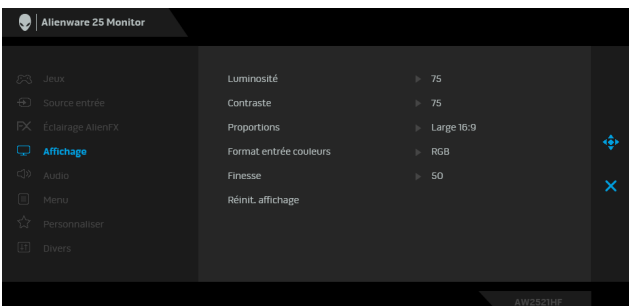 Alienware 25 Monitor
Jeux
Source entrée
FX Éclairage AlienFX
Affichage
Audio
Menu
Personnaliser
Divers
Luminosité 75
Contraste 75
Proportions Large 16:9
Format entrée couleurs RGB
Finesse 50
Réinit. affichage
AW2521HF